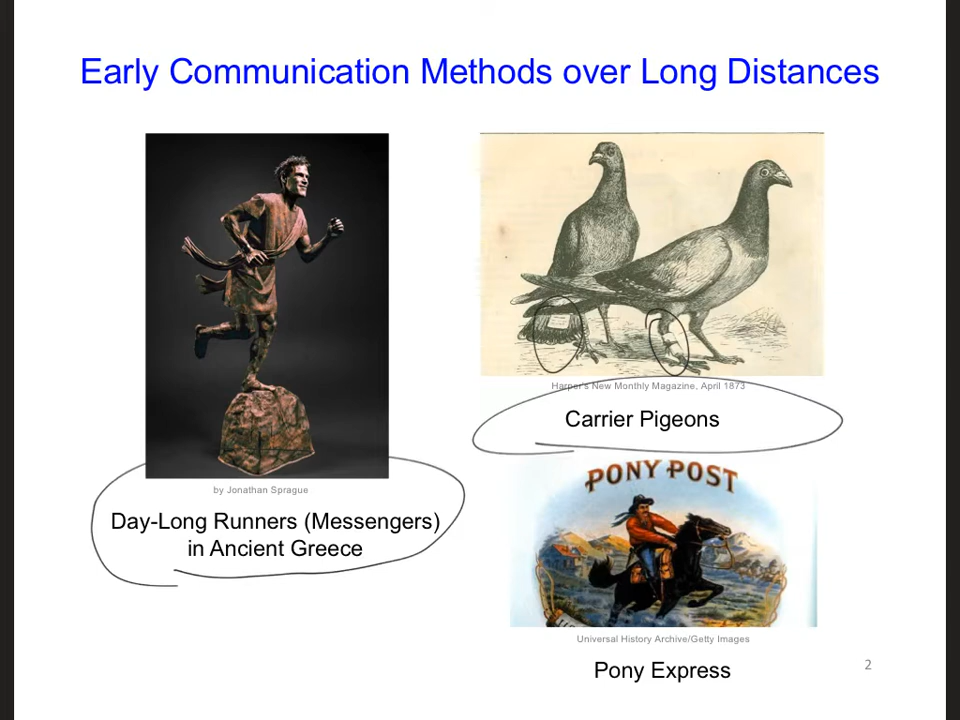 Early Communication Methods over Long Distances
by Jonathan Sprague
Day-Long Runners (Messengers)
in Ancient Greece
Harper's New Monthly Magazine, April 1873
Carrier Pigeons
PONY POST
Universal History Archive/Getty Images
Pony Express
2